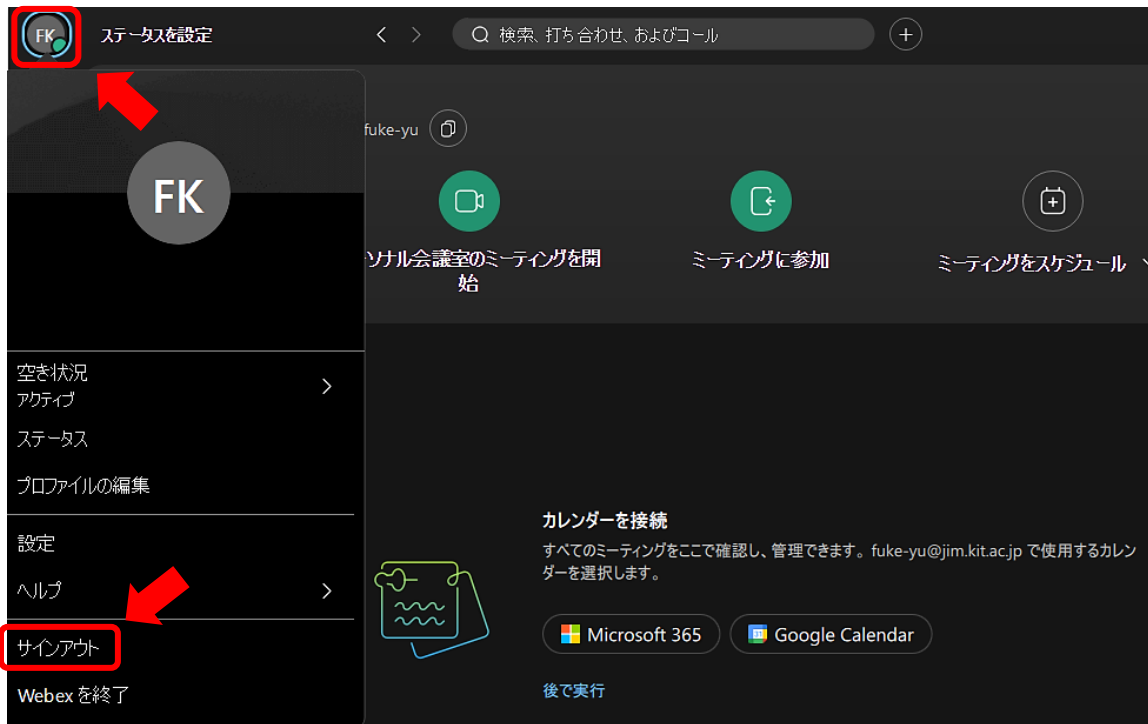 FK ステータスを設定 検索、打ち合わせ、およびコール
fuke-yu
FK
ソナル会議室のミーティングを開
始
ミーティングに参加
ミーティングをスケジュール
空き状況
アクティブ
ステータス
プロファイルの編集
設定
ヘルプ
サインアウト
Webex を終了
カレンダーを接続
すべてのミーティングをここで確認し、管理できます。fuke-yu@jim.kit.ac.jp で使用するカレン
ダーを選択します。
Microsoft 365 Google Calendar
後で実行